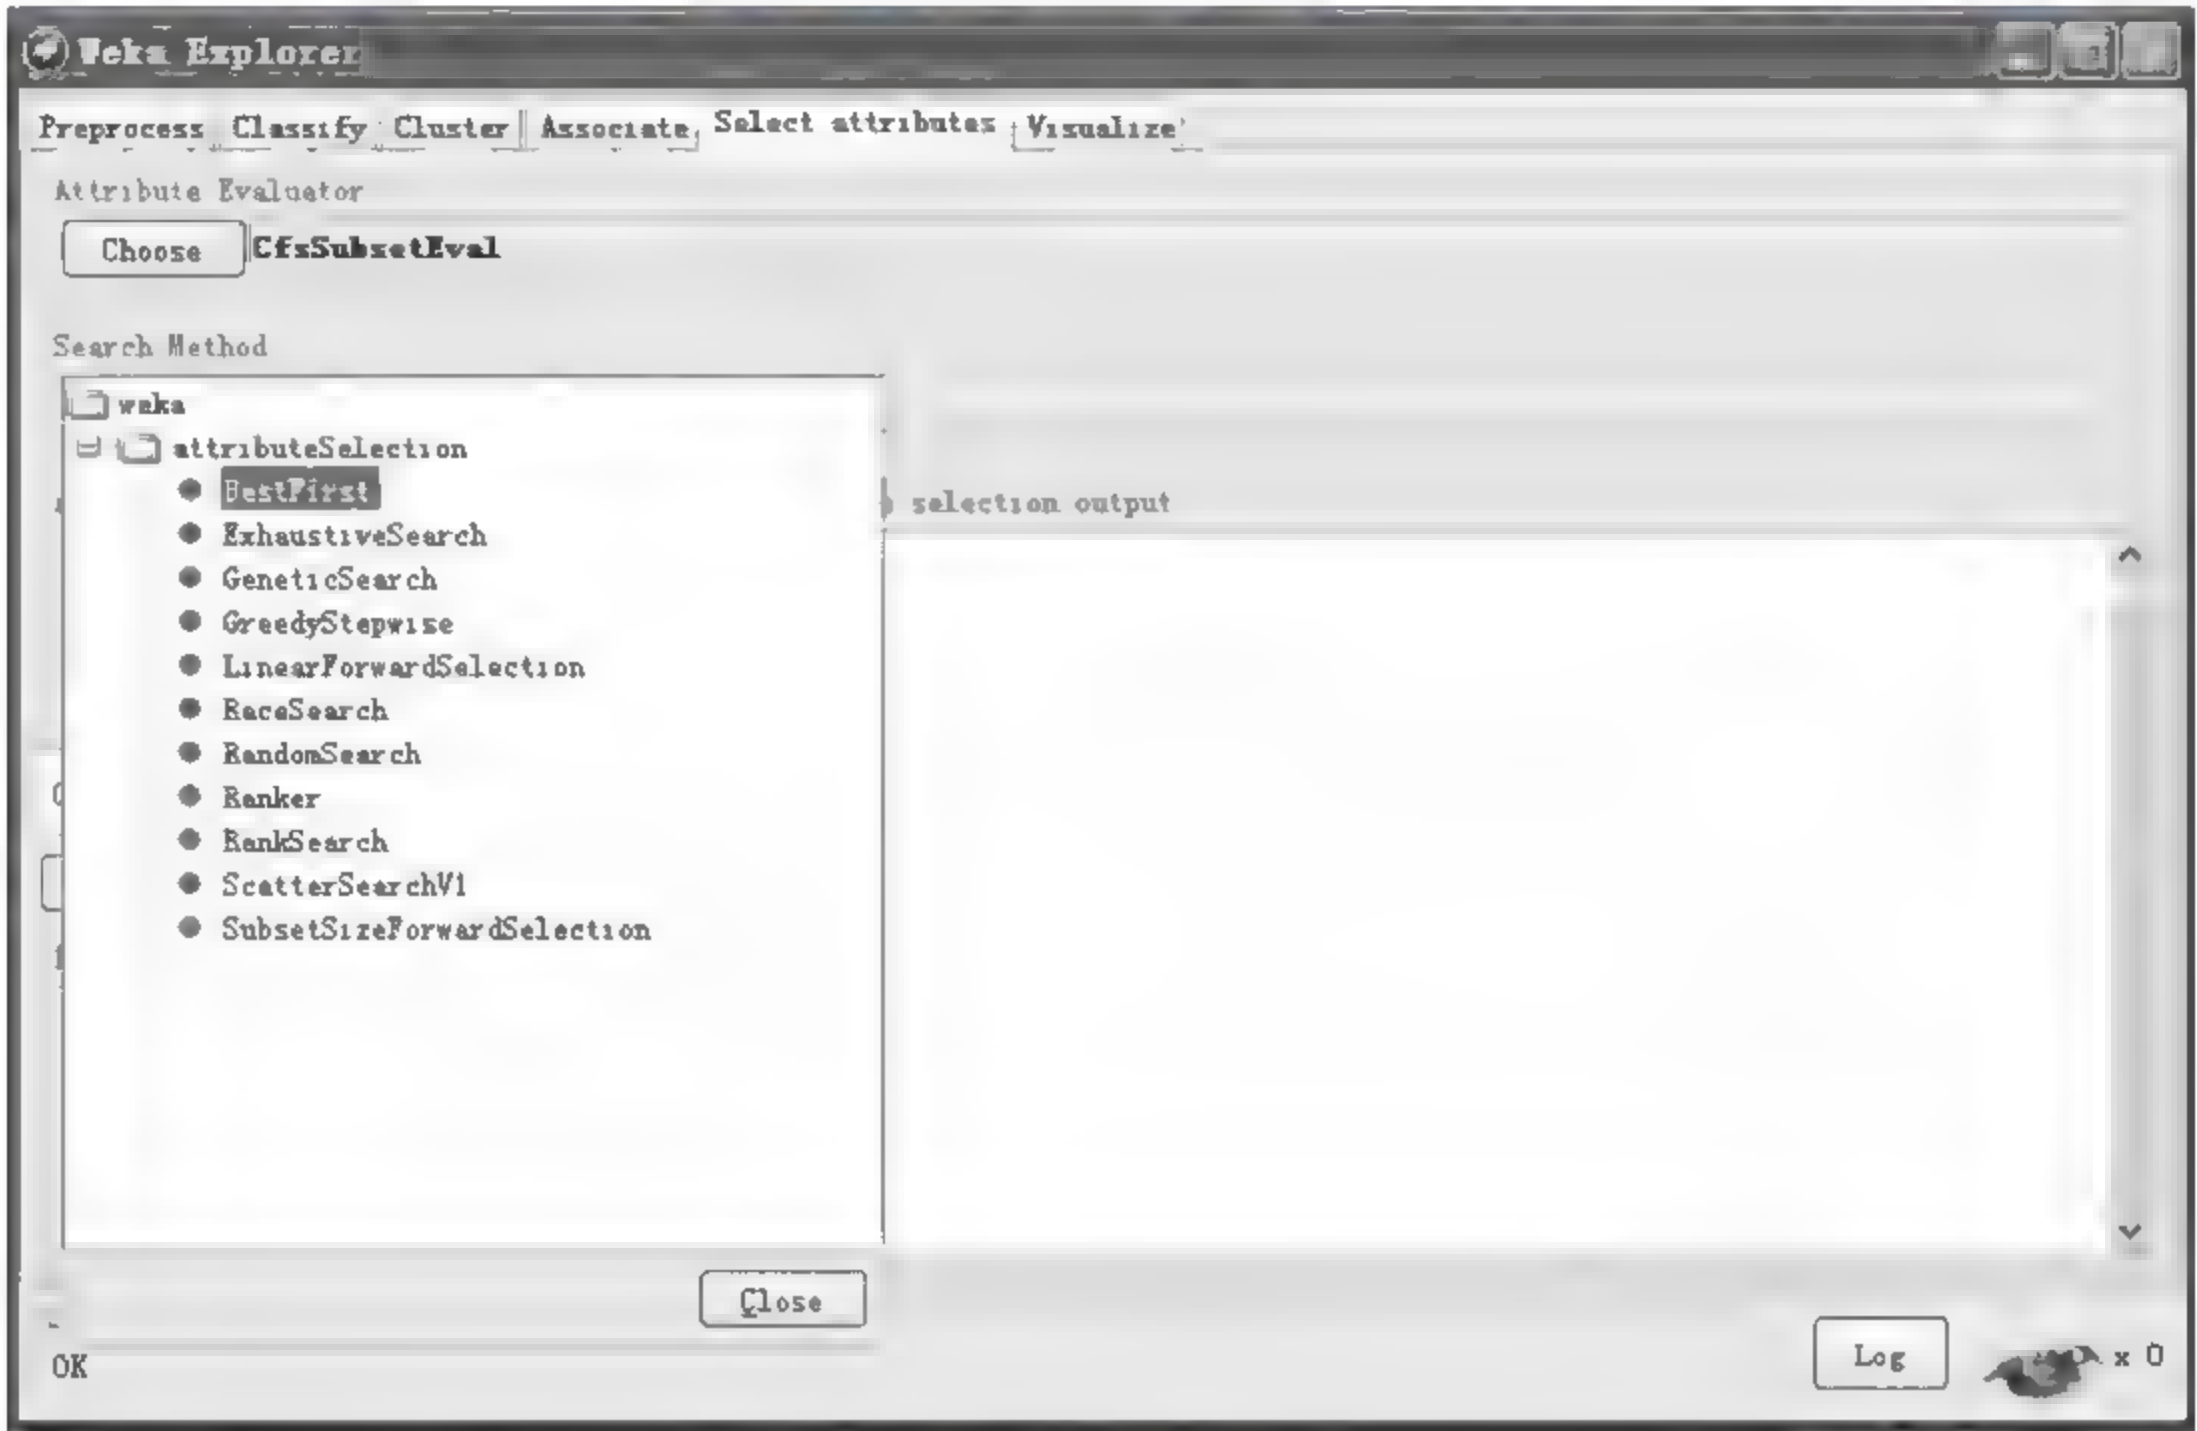 Weka Explorer
Preprocess Classify Cluster Associate Select attributes Visualize
Attribute Evaluator
Choose CfsSubsetEval
Search Method
weka
attributeSelection
BestFirst
selection output
ExhaustiveSearch
GeneticSearch
GreedyStepwise
LinearForwardSelection
RaceSearch
RandomSearch
Ranker
RankSearch
ScatterSearchV1
SubsetSizeForwardSelection
Close
Log x 0
OK